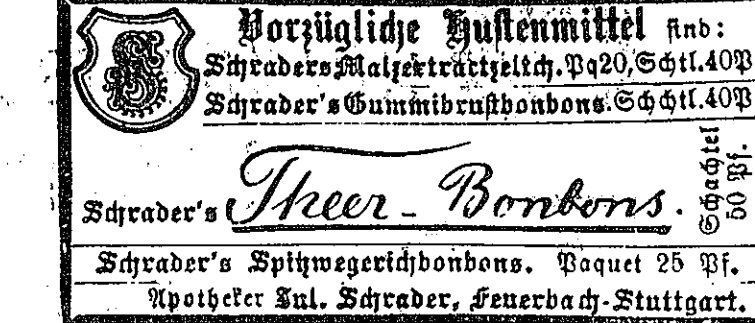 Vorzügliche Hustenmittel sind:
Schraders Malzextractzeltch. Pq20, Schtl. 40P
Schrader's Gummibrustbonbons. Schchtl. 40P
Schrader's Theer-Bonbons.
Schachtel
50 Pf.
Schrader's Spitzwegerichbonbons. Paquet 25 Pf.
Apotheker Jul. Schrader, Feuerbach-Stuttgart.